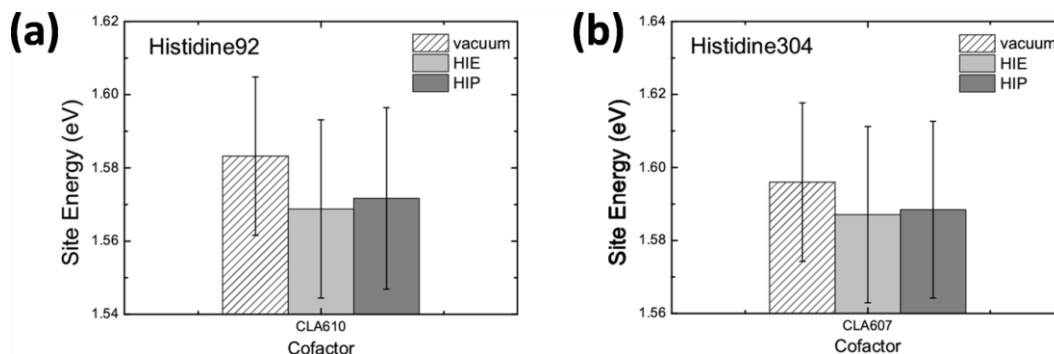 (a)
Histidine92
vacuum
HIE
HIP
Site Energy (eV)
1.62
1.60
1.58
1.56
1.54
CLA610
Cofactor
(b)
Histidine304
vacuum
HIE
HIP
Site Energy (eV)
1.64
1.62
1.60
1.58
1.56
CLA607
Cofactor